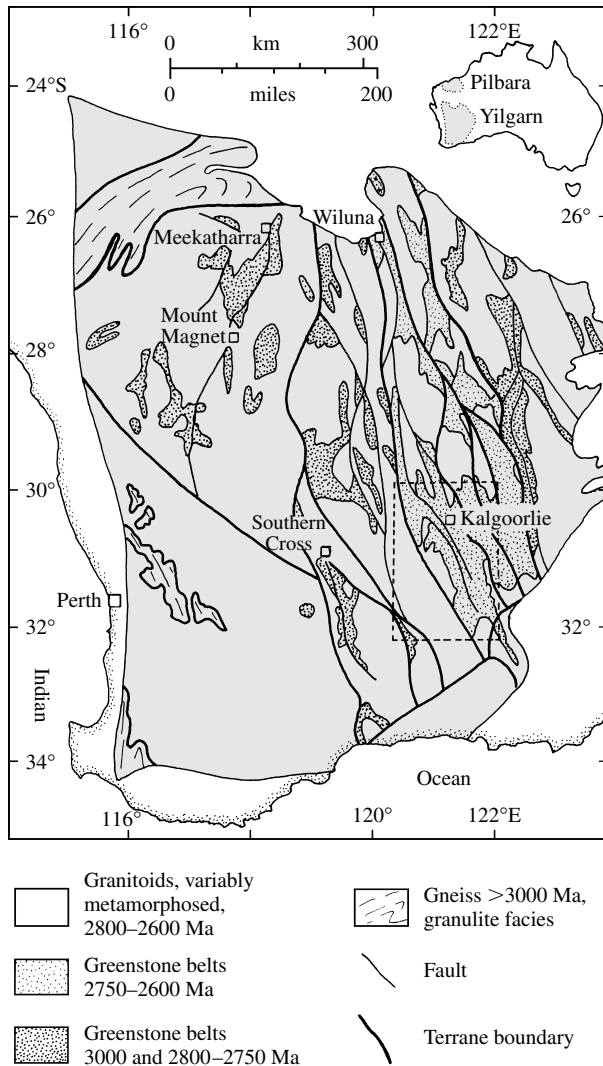 116°
122°E
0 km 300
0 miles 200
24°S
Pilbara
Yilgarn
26°
26°
Wiluna
Meekatharra
Mount
Magnet
28°
30°
Kalgoorlie
Southern
Cross
Perth
32°
32°
Indian
34°
Ocean
116°
120°
122°E
Granitoids, variably
metamorphosed,
2800–2600 Ma
Greenstone belts
2750–2600 Ma
Greenstone belts
3000 and 2800–2750 Ma
Gneiss >3000 Ma,
granulite facies
Fault
Terrane boundary